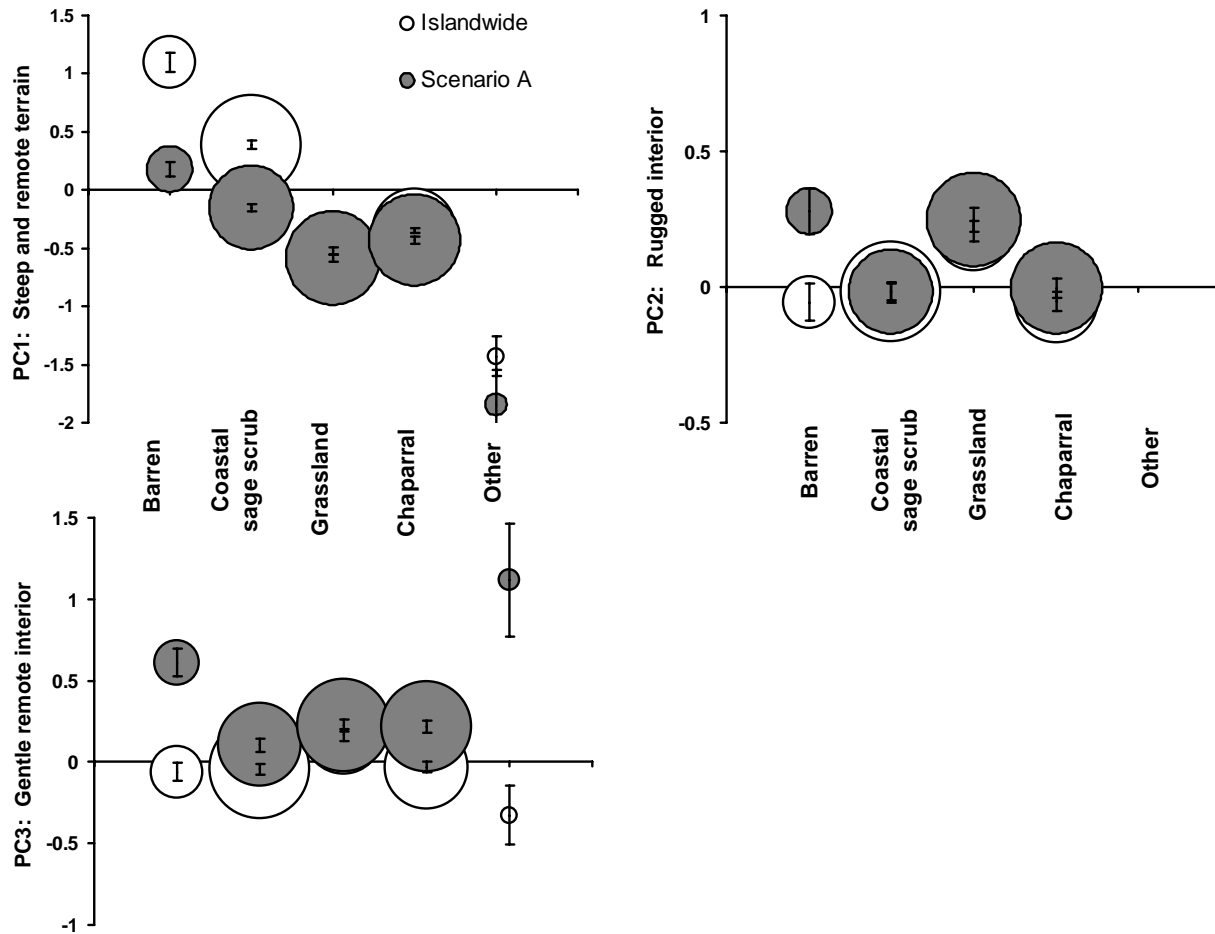 1.5
1
0.5
0
-0.5
-1
-1.5
-2
PC1: Steep and remote terrain
Islandwide
Scenario A
Barren
Coastal
sage scrub
Grassland
Chaparral
Other
1
0.5
0
-0.5
PC2: Rugged interior
Barren
Coastal
sage scrub
Grassland
Chaparral
Other
1.5
1
0.5
0
-0.5
-1
PC3: Gentle remote interior